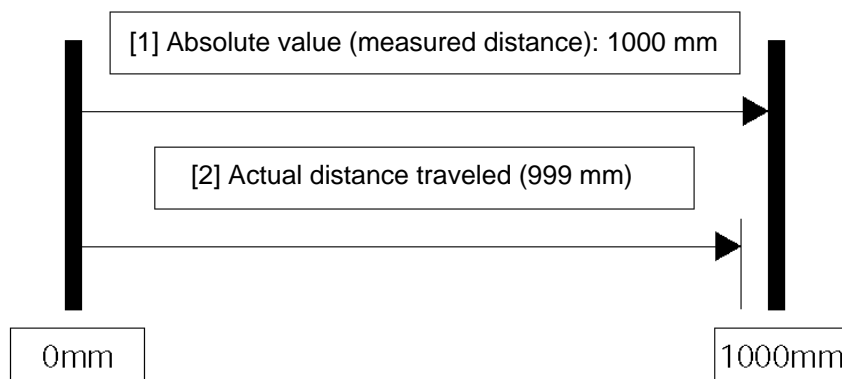 [1] Absolute value (measured distance): 1000 mm
[2] Actual distance traveled (999 mm)
0mm
1000mm